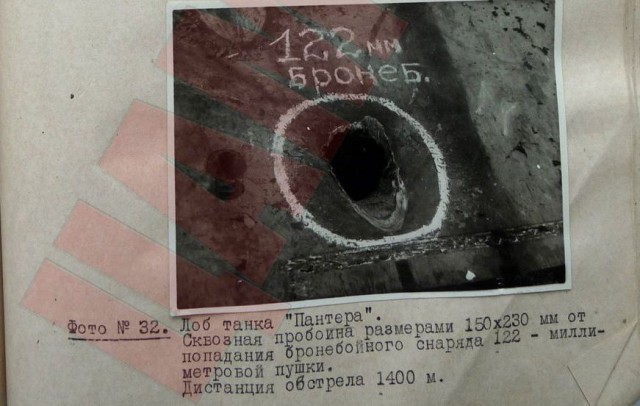 122 мм
бронеб.
Фото № 32. Лоб танка "Пантера".
Сквозная пробоина размерами 150х230 мм от
попадания бронебойного снаряда 122 - милли-
метровой пушки.
Дистанция обстрела 1400 м.